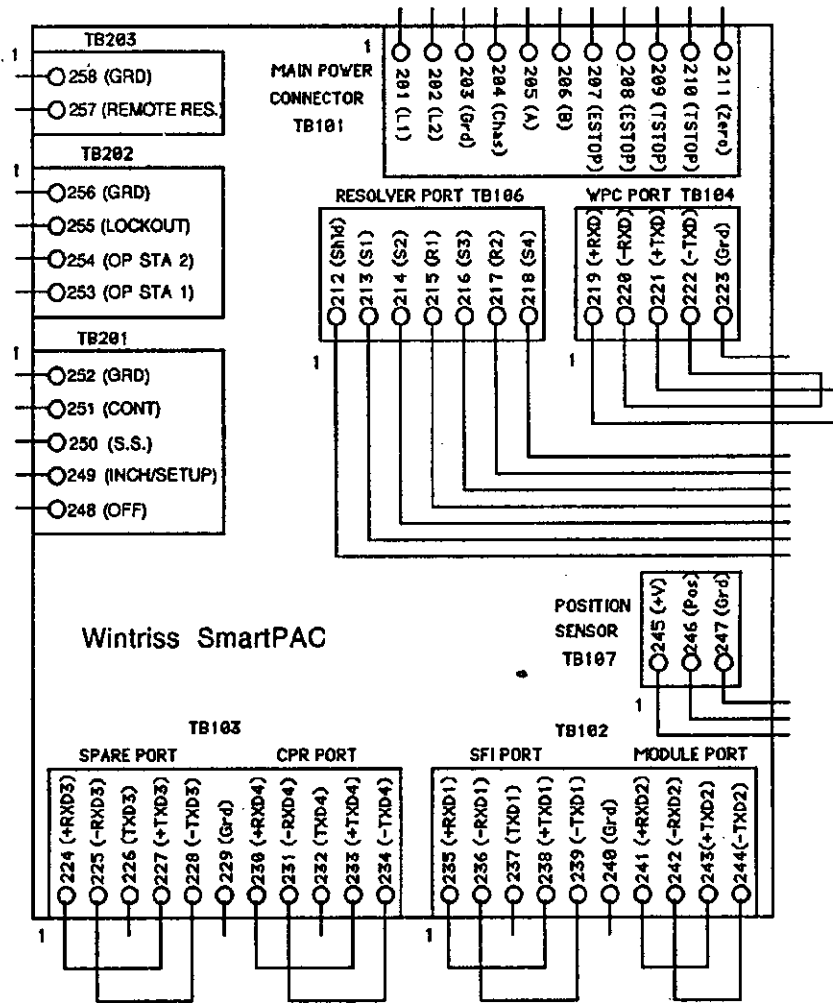 TB203
1
258 (GRD)
257 (REMOTE RES.)
TB202
1
256 (GRD)
255 (LOCKOUT)
254 (OP STA 2)
253 (OP STA 1)
TB201
1
252 (GRD)
251 (CONT)
250 (S.S.)
249 (INCH/SETUP)
248 (OFF)
MAIN POWER
CONNECTOR
TB101
1
201 (L1)
202 (L2)
203 (Grd)
204 (Chas)
205 (A)
206 (B)
207 (ESTOP)
208 (ESTOP)
209 (TSTOP)
210 (TSTOP)
211 (Zero)
RESOLVER PORT TB106
212 (Shld)
213 (S1)
214 (S2)
215 (R1)
216 (S3)
217 (R2)
218 (S4)
1
WPC PORT TB104
219 (+RXD)
220 (-RXD)
221 (+TXD)
222 (-TXD)
223 (Grd)
1
POSITION
SENSOR
TB107
245 (+V)
246 (Pos)
247 (Grd)
1
Wintriss SmartPAC
TB103
SPARE PORT CPR PORT
224 (+RXD3)
225 (-RXD3)
226 (TXD3)
227 (+TXD3)
228 (-TXD3)
229 (Grd)
230 (+RXD4)
231 (-RXD4)
232 (TXD4)
233 (+TXD4)
234 (-TXD4)
1
TB102
SFI PORT MODULE PORT
235 (+RXD1)
236 (-RXD1)
237 (TXD1)
238 (+TXD1)
239 (-TXD1)
240 (Grd)
241 (+RXD2)
242 (-RXD2)
243 (+TXD2)
244 (-TXD2)
1